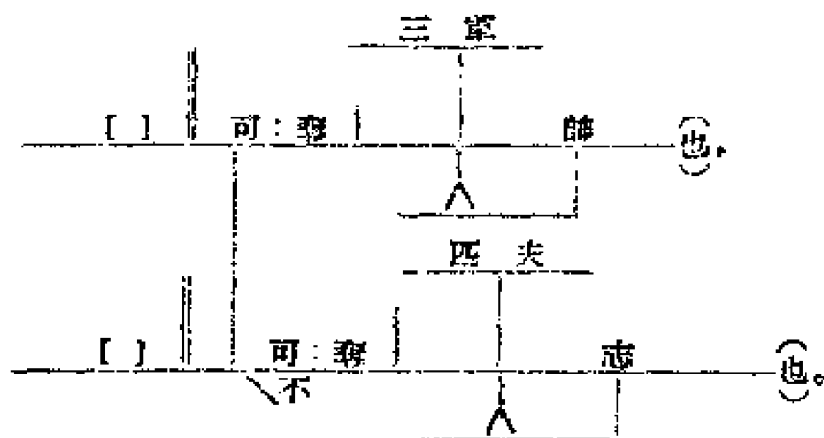 三 軍
[ ] 可：奪 帥 (也)，
匹 夫
[ ] 可：奪 志 (也)。
不